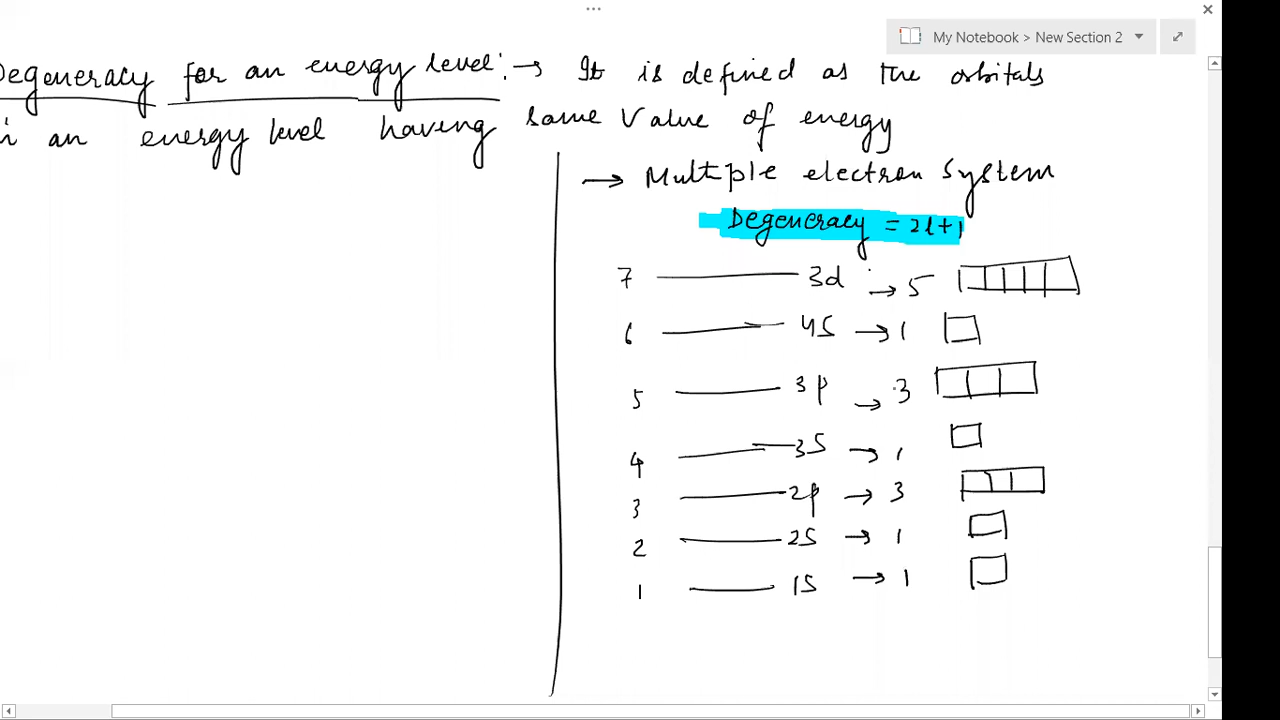 ...
My Notebook > New Section 2
Degeneracy for an energy level :→ It is defined as the orbitals
in an energy level having same value of energy
→ Multiple electron system
Degeneracy = 2l+1
7 3d → 5
6 4S → 1
5 3p → 3
4 3S → 1
3 2p → 3
2 2S → 1
1 1S → 1